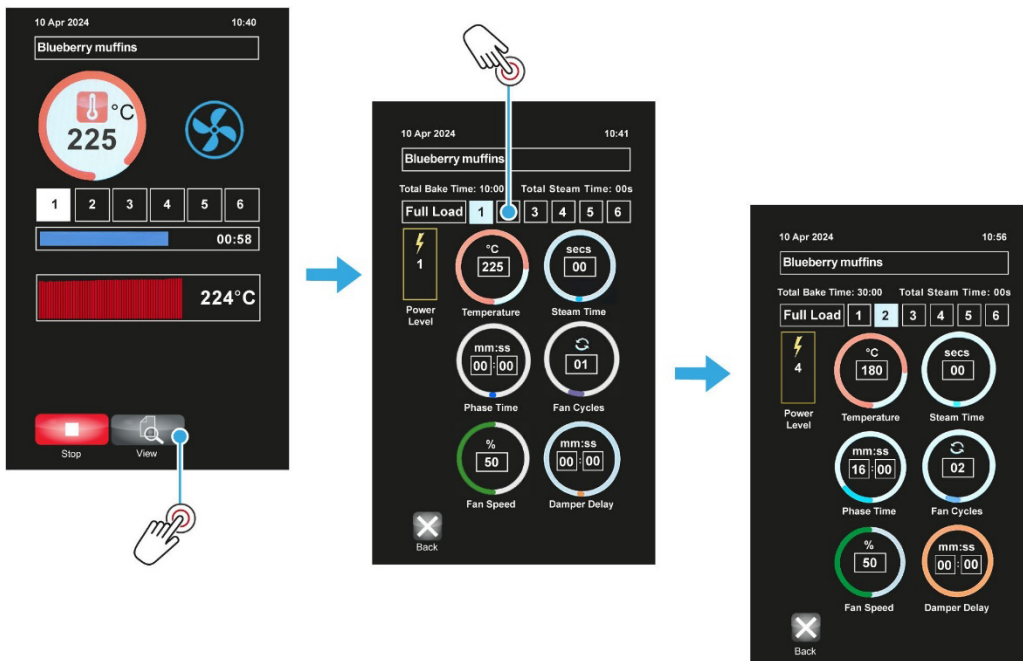 10 Apr 2024 10:40
Blueberry muffins
°C
225
1 2 3 4 5 6
00:58
224°C
Stop View
10 Apr 2024 10:41
Blueberry muffins
Total Bake Time: 10:00 Total Steam Time: 00s
Full Load 1 3 4 5 6
1
Power
Level
°C
225
Temperature
secs
00
Steam Time
mm:ss
00:00
Phase Time
01
Fan Cycles
%
50
Fan Speed
mm:ss
00:00
Damper Delay
Back
10 Apr 2024 10:56
Blueberry muffins
Total Bake Time: 30:00 Total Steam Time: 00s
Full Load 1 2 3 4 5 6
4
Power
Level
°C
180
Temperature
secs
00
Steam Time
mm:ss
16:00
Phase Time
02
Fan Cycles
%
50
Fan Speed
mm:ss
00:00
Damper Delay
Back